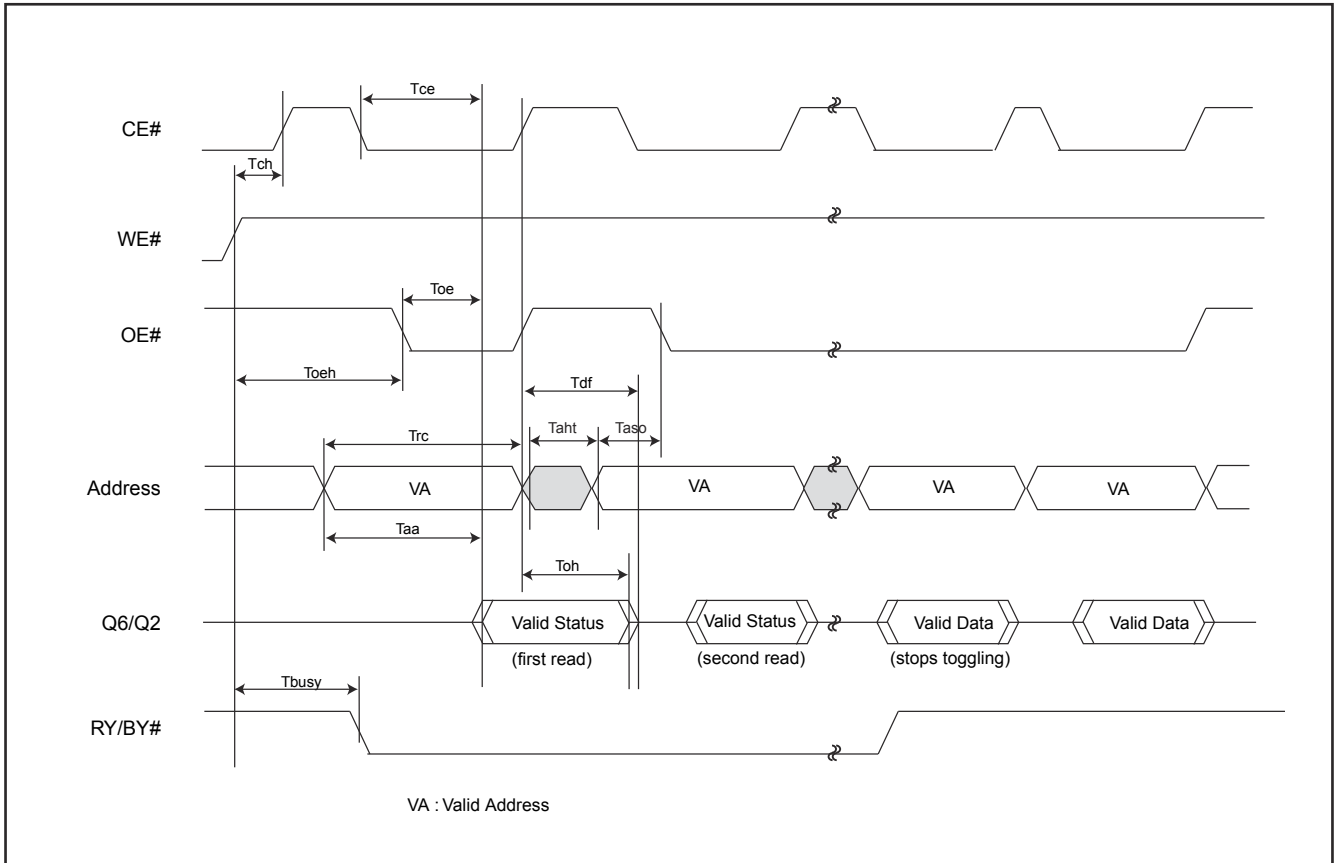 Tce
CE#
Tch
WE#
Toe
OE#
Toeh
Tdf
Taht Taso
Trc
Address VA VA VA VA
Taa
Toh
Q6/Q2 Valid Status Valid Status Valid Data Valid Data
(first read) (second read) (stops toggling)
Tbusy
RY/BY#
VA : Valid Address